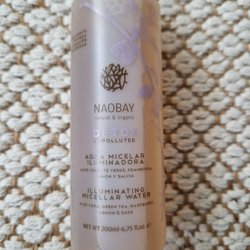 NAOBAY
natural & organic
DETOX
UNPOLLUTED
AGUA MICELAR
ILUMINADORA
ALOE VERA, TÉ VERDE, FRAMBUESA,
LIMÓN Y SALVIA
ILLUMINATING
MICELLAR WATER
ALOE VERA, GREEN TEA, RASPBERRY,
LEMON & SAGE
NET WT 200ml-6,75 fl.oz.